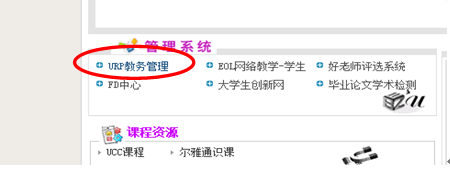 管理系统
URP教务管理 EOL网络教学-学生 好老师评选系统
FD中心 大学生创新网 毕业论文学术检测
课程资源
UCC课程 尔雅通识课